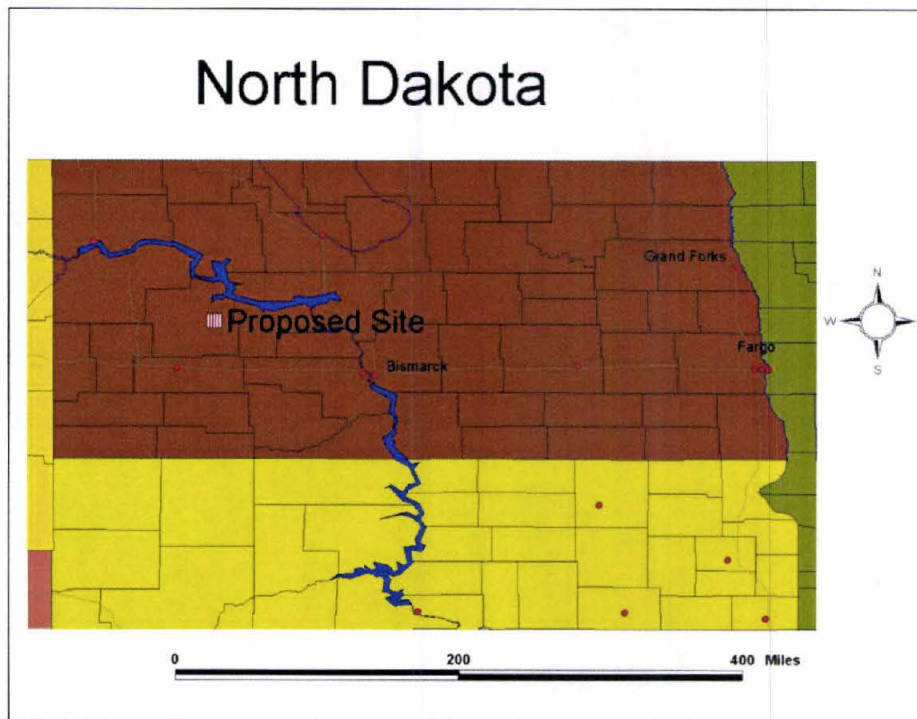 North Dakota
Grand Forks
Proposed Site
Fargo
Bismarck
N
W
E
S
0 200 400 Miles